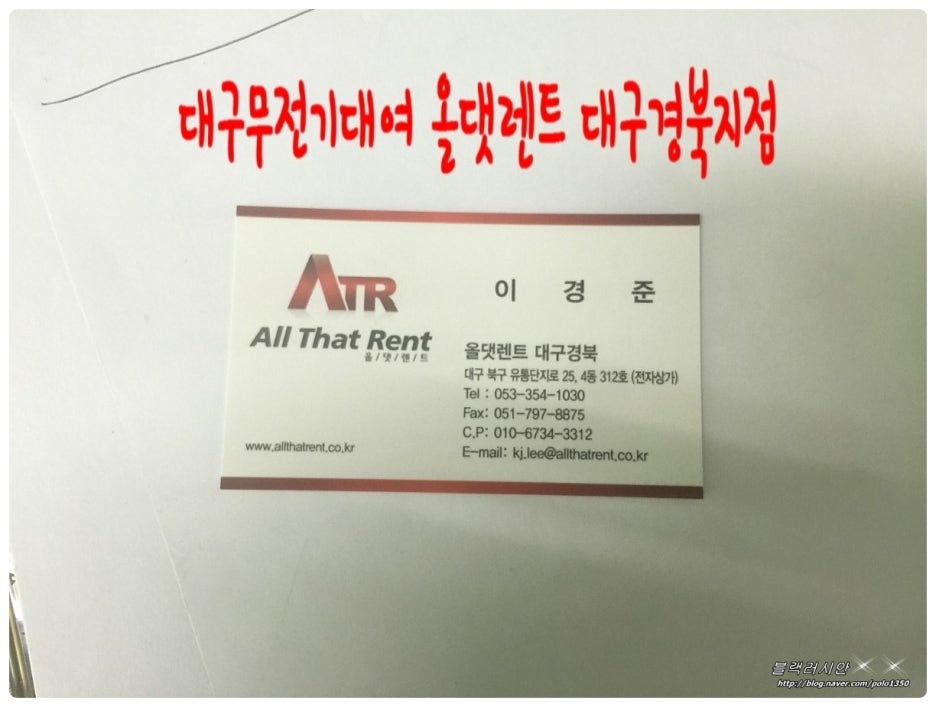 대구무전기대여 올댓렌트 대구경북지점
ATR
All That Rent
올/댓/렌/트
www.allthatrent.co.kr
이 경 준
올댓렌트 대구경북
대구 북구 유통단지로 25, 4동 312호 (전자상가)
Tel : 053-354-1030
Fax: 051-797-8875
C.P: 010-6734-3312
E-mail: kj.lee@allthatrent.co.kr
블랙러시안
http://blog.naver.com/polo1350